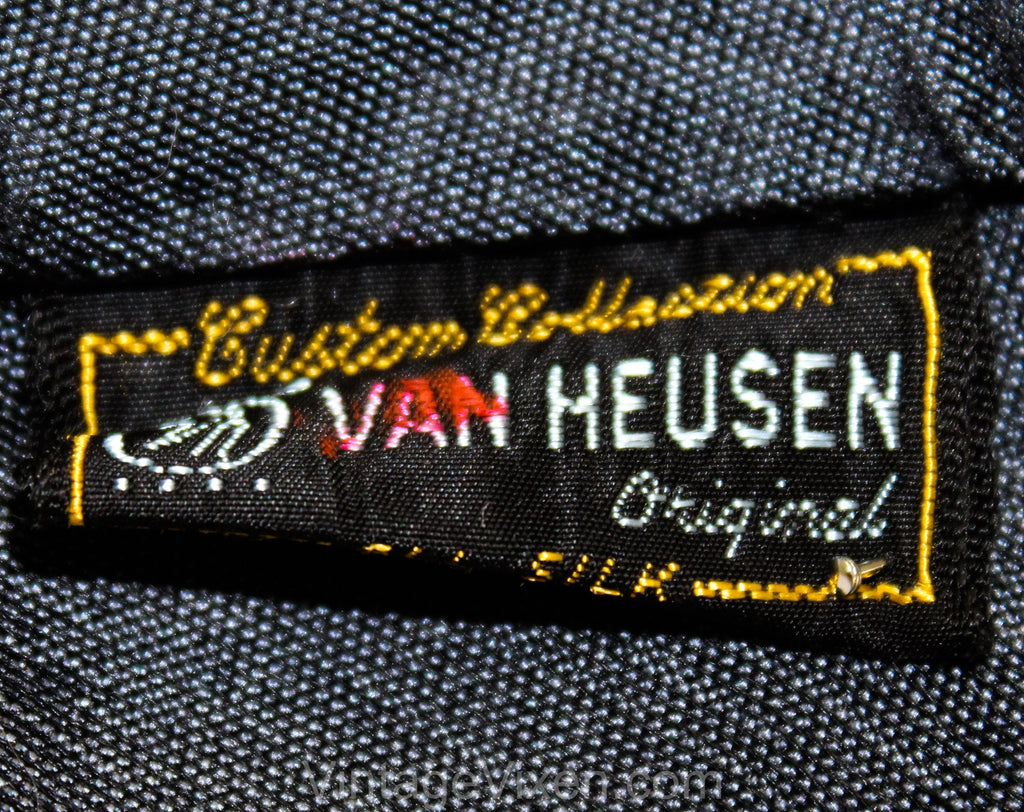 Custom Collection
VAN HEUSEN
Original
SILK
VintageVixen.com